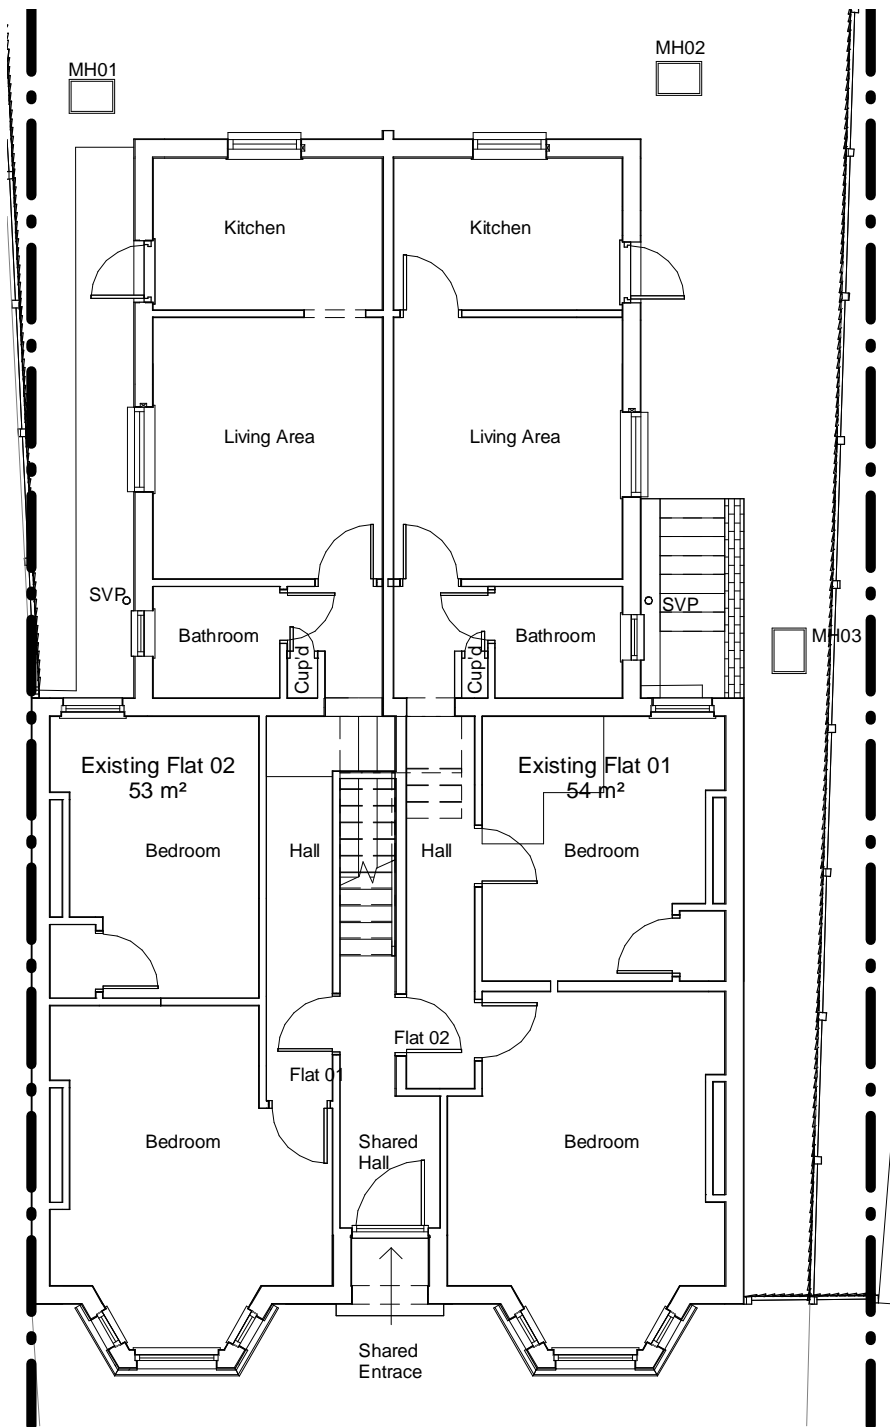 MH02
MH01
Kitchen
Kitchen
Living Area
Living Area
SVP
SVP
Bathroom
Bathroom
MH03
Cup'd
Cup'd
Existing Flat 02
53 m²
Existing Flat 01
54 m²
Bedroom
Hall
Hall
Bedroom
Flat 02
Flat 01
Bedroom
Shared
Hall
Bedroom
Shared
Entrace